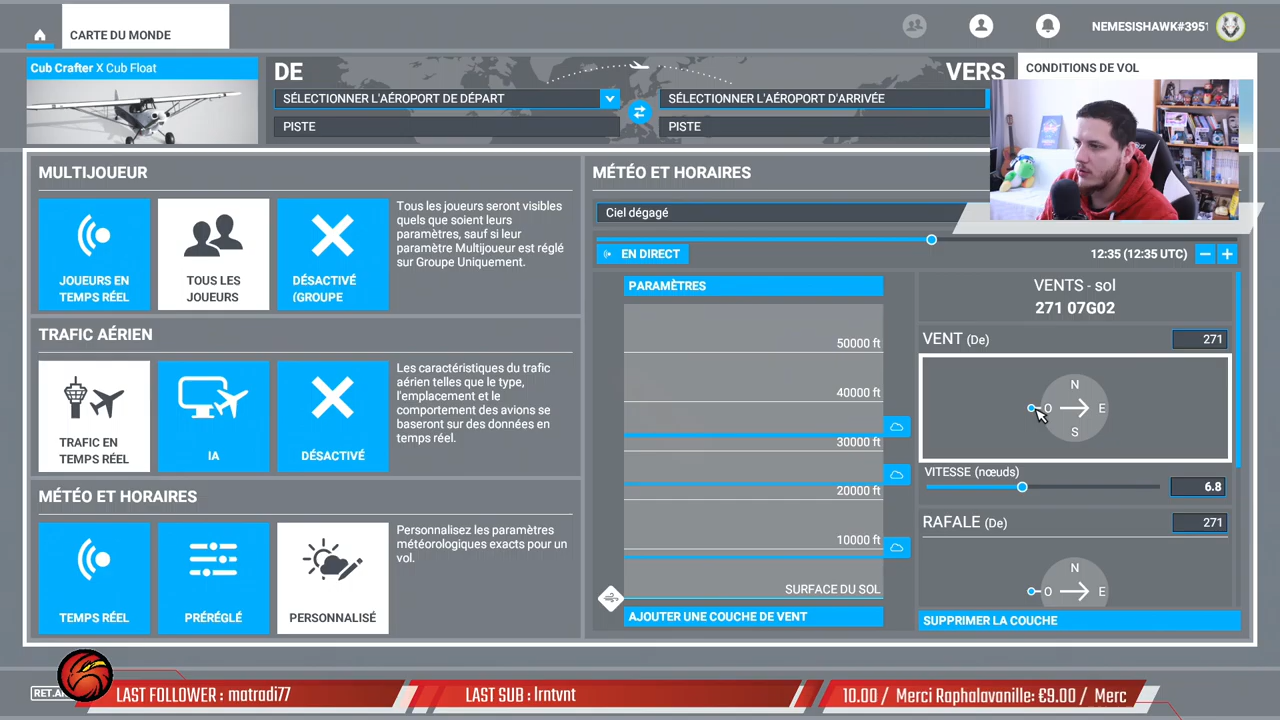 CARTE DU MONDE
NEMESISHAWK#3951
Cub Crafter X Cub Float
DE
SÉLECTIONNER L'AÉROPORT DE DÉPART
PISTE
VERS
SÉLECTIONNER L'AÉROPORT D'ARRIVÉE
PISTE
CONDITIONS DE VOL
MULTIJOUEUR
JOUEURS EN
TEMPS RÉEL
TOUS LES
JOUEURS
DÉSACTIVÉ
(GROUPE
Tous les joueurs seront visibles
quels que soient leurs
paramètres, sauf si leur
paramètre Multijoueur est réglé
sur Groupe Uniquement.
TRAFIC AÉRIEN
TRAFIC EN
TEMPS RÉEL
IA
DÉSACTIVÉ
Les caractéristiques du trafic
aérien telles que le type,
l'emplacement et le
comportement des avions se
baseront sur des données en
temps réel.
MÉTÉO ET HORAIRES
TEMPS RÉEL
PRÉRÉGLÉ
PERSONNALISÉ
Personnalisez les paramètres
météorologiques exacts pour un
vol.
MÉTÉO ET HORAIRES
Ciel dégagé
EN DIRECT
12:35 (12:35 UTC)
PARAMÈTRES
50000 ft
40000 ft
30000 ft
20000 ft
10000 ft
SURFACE DU SOL
AJOUTER UNE COUCHE DE VENT
VENTS - sol
271 07G02
VENT (De)
271
N
O
E
S
VITESSE (nœuds)
6.8
RAFALE (De)
271
N
O
E
SUPPRIMER LA COUCHE
LAST FOLLOWER : matradi77
LAST SUB : lrntvnt
10.00 / Merci Raphalavanille: €9.00 / Merc